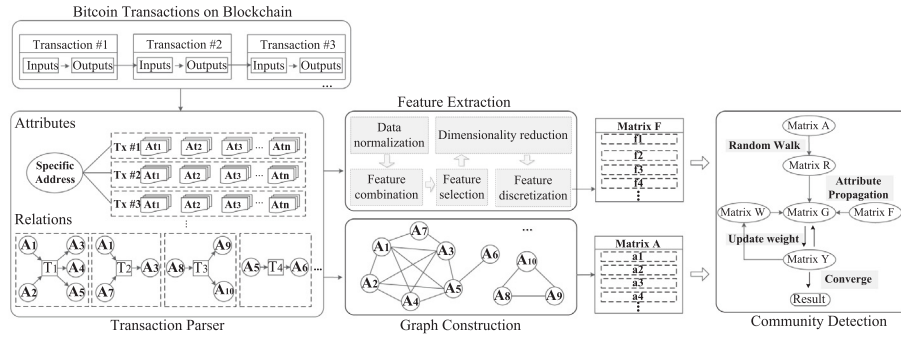 Bitcoin Transactions on Blockchain
Transaction #1
Inputs
Outputs
Transaction #2
Inputs
Outputs
Transaction #3
Inputs
Outputs
...
Attributes
Specific
Address
Tx #1
At1
At2
At3
...
Atn
Tx #2
At1
At2
At3
...
Atn
Tx #3
At1
At2
At3
...
Atn
Relations
A1
A2
T1
A3
A4
A5
A1
A7
T2
A3
A8
T3
A9
A10
A5
T4
A6
...
Transaction Parser
Feature Extraction
Data
normalization
Dimensionality reduction
Feature
combination
Feature
selection
Feature
discretization
A7
A1
A3
A2
A4
A5
A6
...
A10
A8
A9
Graph Construction
Matrix F
f1
f2
f3
f4
Matrix A
a1
a2
a3
a4
Matrix A
Random Walk
Matrix R
Attribute
Propagation
Matrix W
Matrix G
Matrix F
Update weight
Matrix Y
Converge
Result
Community Detection